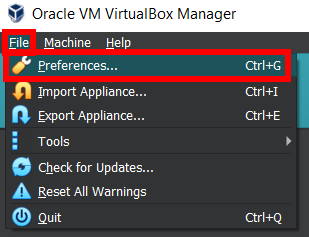 Oracle VM VirtualBox Manager
File Machine Help
Preferences... Ctrl+G
Import Appliance... Ctrl+I
Export Appliance... Ctrl+E
Tools
Check for Updates...
Reset All Warnings
Quit Ctrl+Q